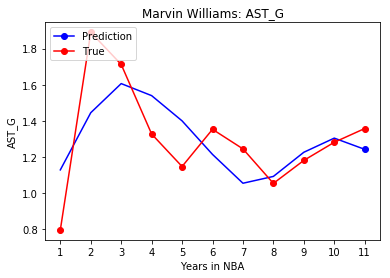 Marvin Williams: AST_G
Prediction
True
1.8
1.6
1.4
1.2
1.0
0.8
AST_G
1 2 3 4 5 6 7 8 9 10 11
Years in NBA